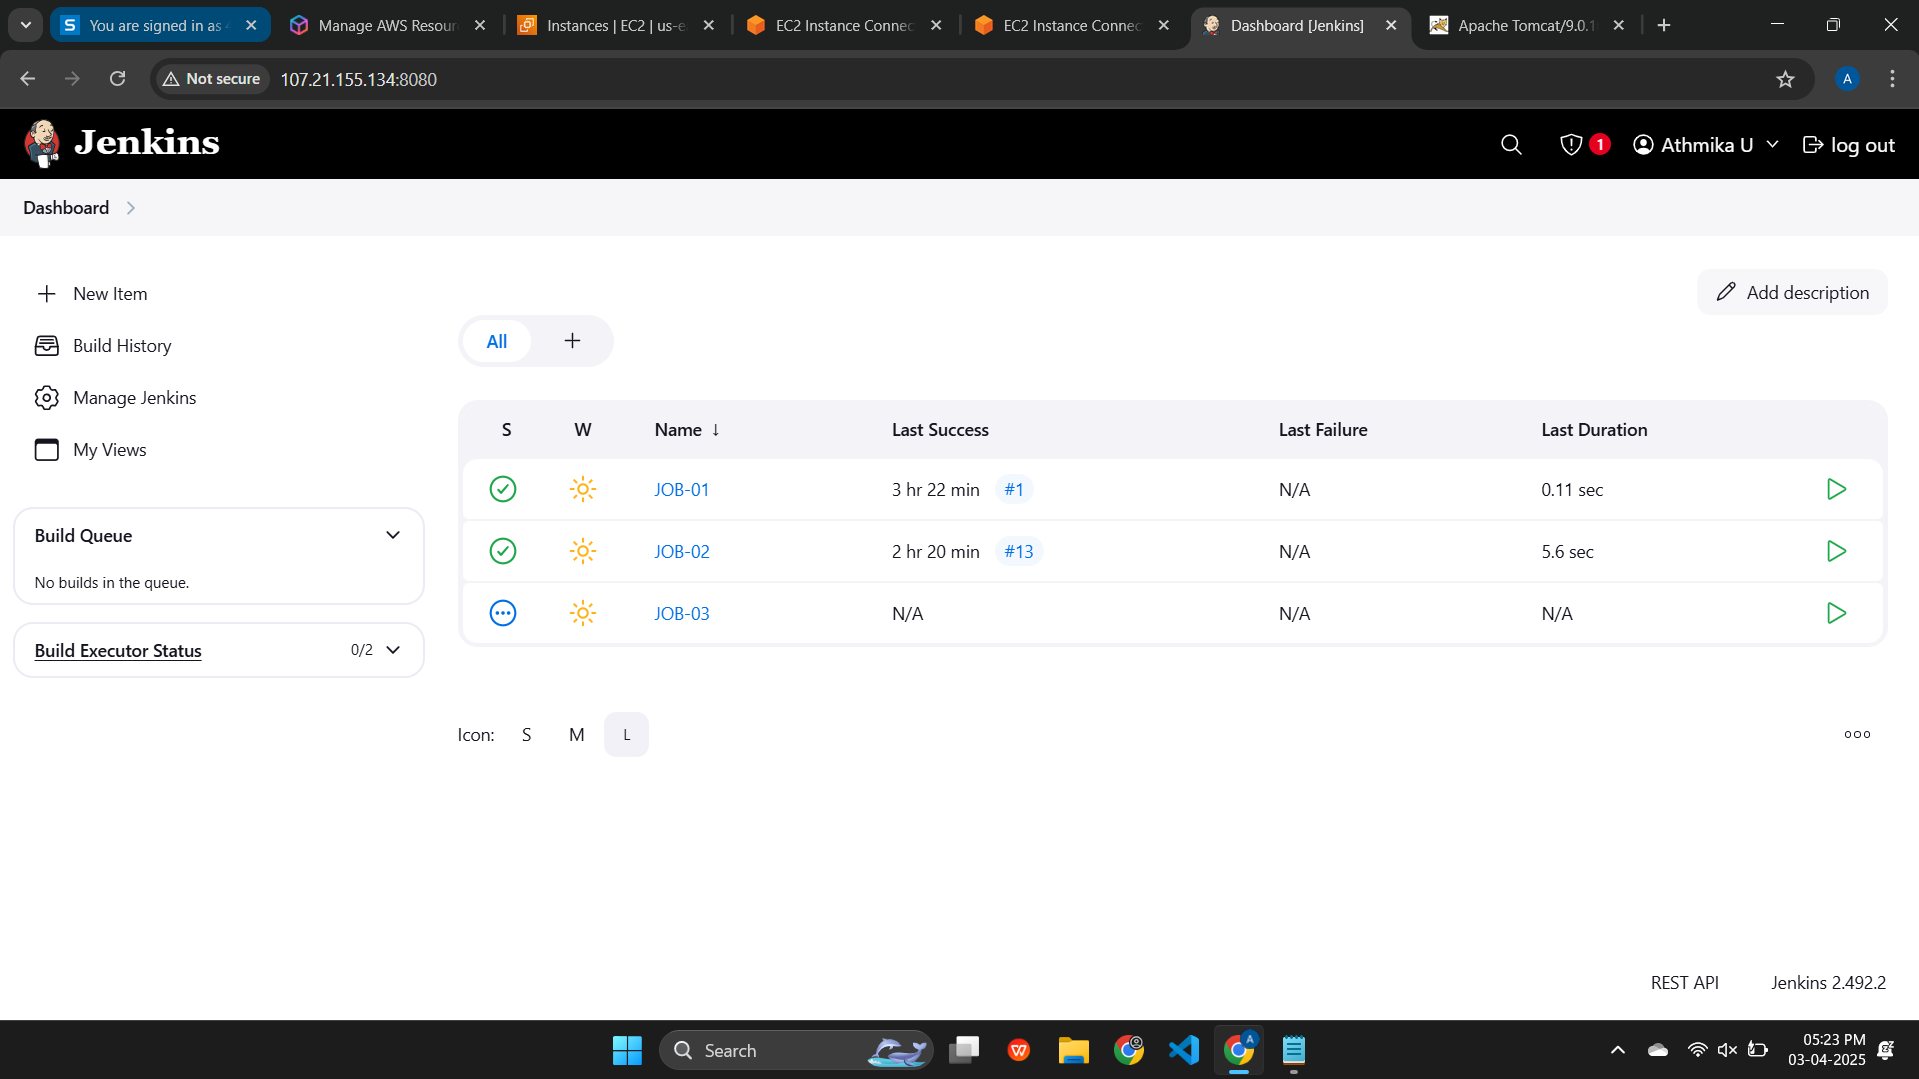 You are signed in as
Manage AWS Resour
Instances | EC2 | us-e
EC2 Instance Connec
EC2 Instance Connec
Dashboard [Jenkins]
Apache Tomcat/9.0.1
Not secure 107.21.155.134:8080
A
Jenkins
1
Athmika U
log out
Dashboard
New Item
Build History
Manage Jenkins
My Views
Build Queue
No builds in the queue.
Build Executor Status 0/2
Add description
All +
S W Name ↓ Last Success Last Failure Last Duration
JOB-01 3 hr 22 min #1 N/A 0.11 sec
JOB-02 2 hr 20 min #13 N/A 5.6 sec
JOB-03 N/A N/A N/A
Icon: S M L
REST API Jenkins 2.492.2
Search
05:23 PM
03-04-2025